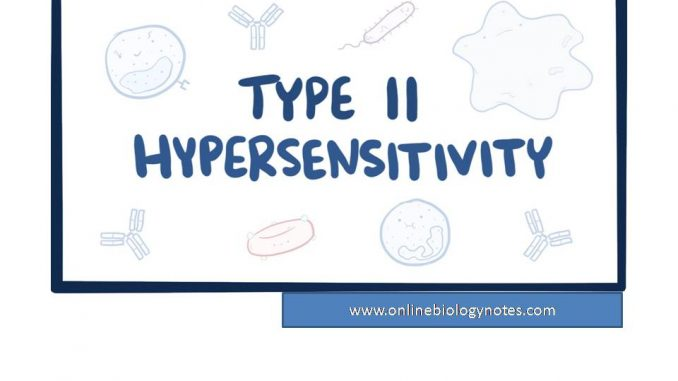 TYPE II
HYPERSENSITIVITY
www.onlinebiologynotes.com